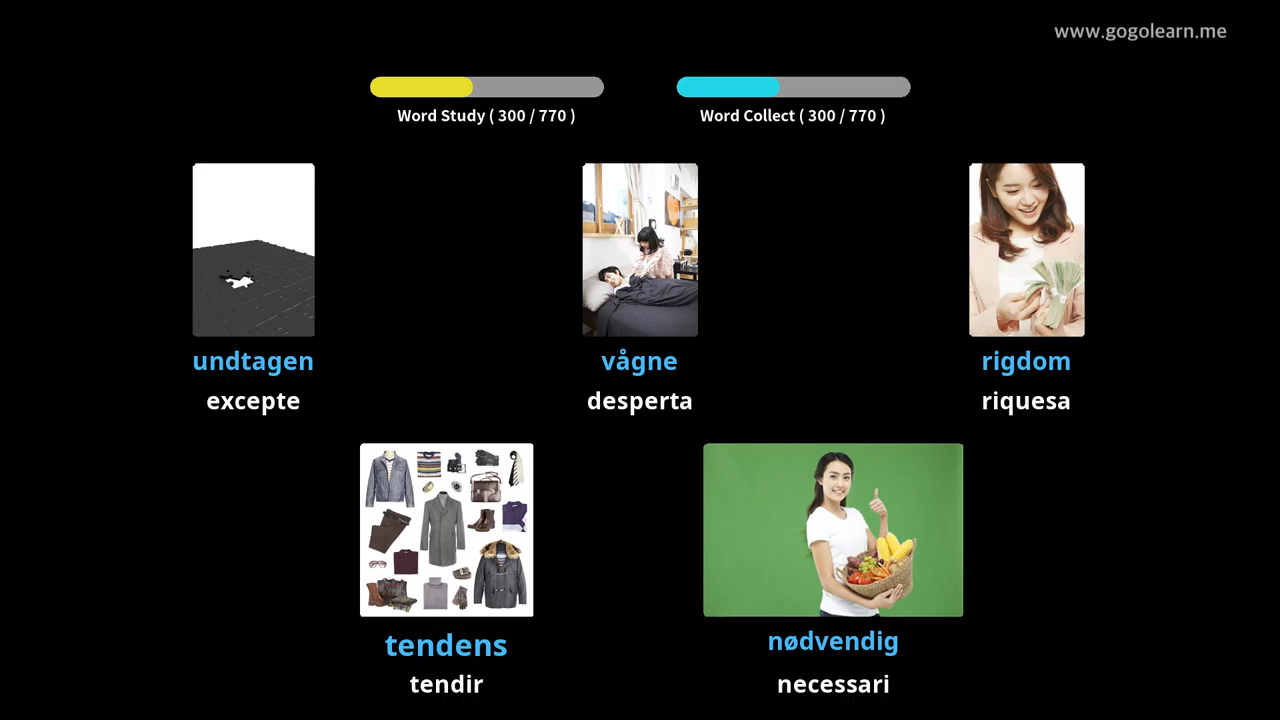 www.gogolearn.me
Word Study ( 300 / 770 )
Word Collect ( 300 / 770 )
undtagen
vågne
rigdom
excepte
desperta
riquesa
tendens
nødvendig
tendir
necessari